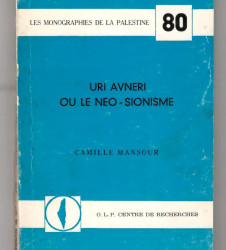 LES MONOGRAPHIES DE LA PALESTINE
80
URI AVNERI
OU LE NEO-SIONISME
CAMILLE MANSOUR
O. L. P. CENTRE DE RECHERCHES